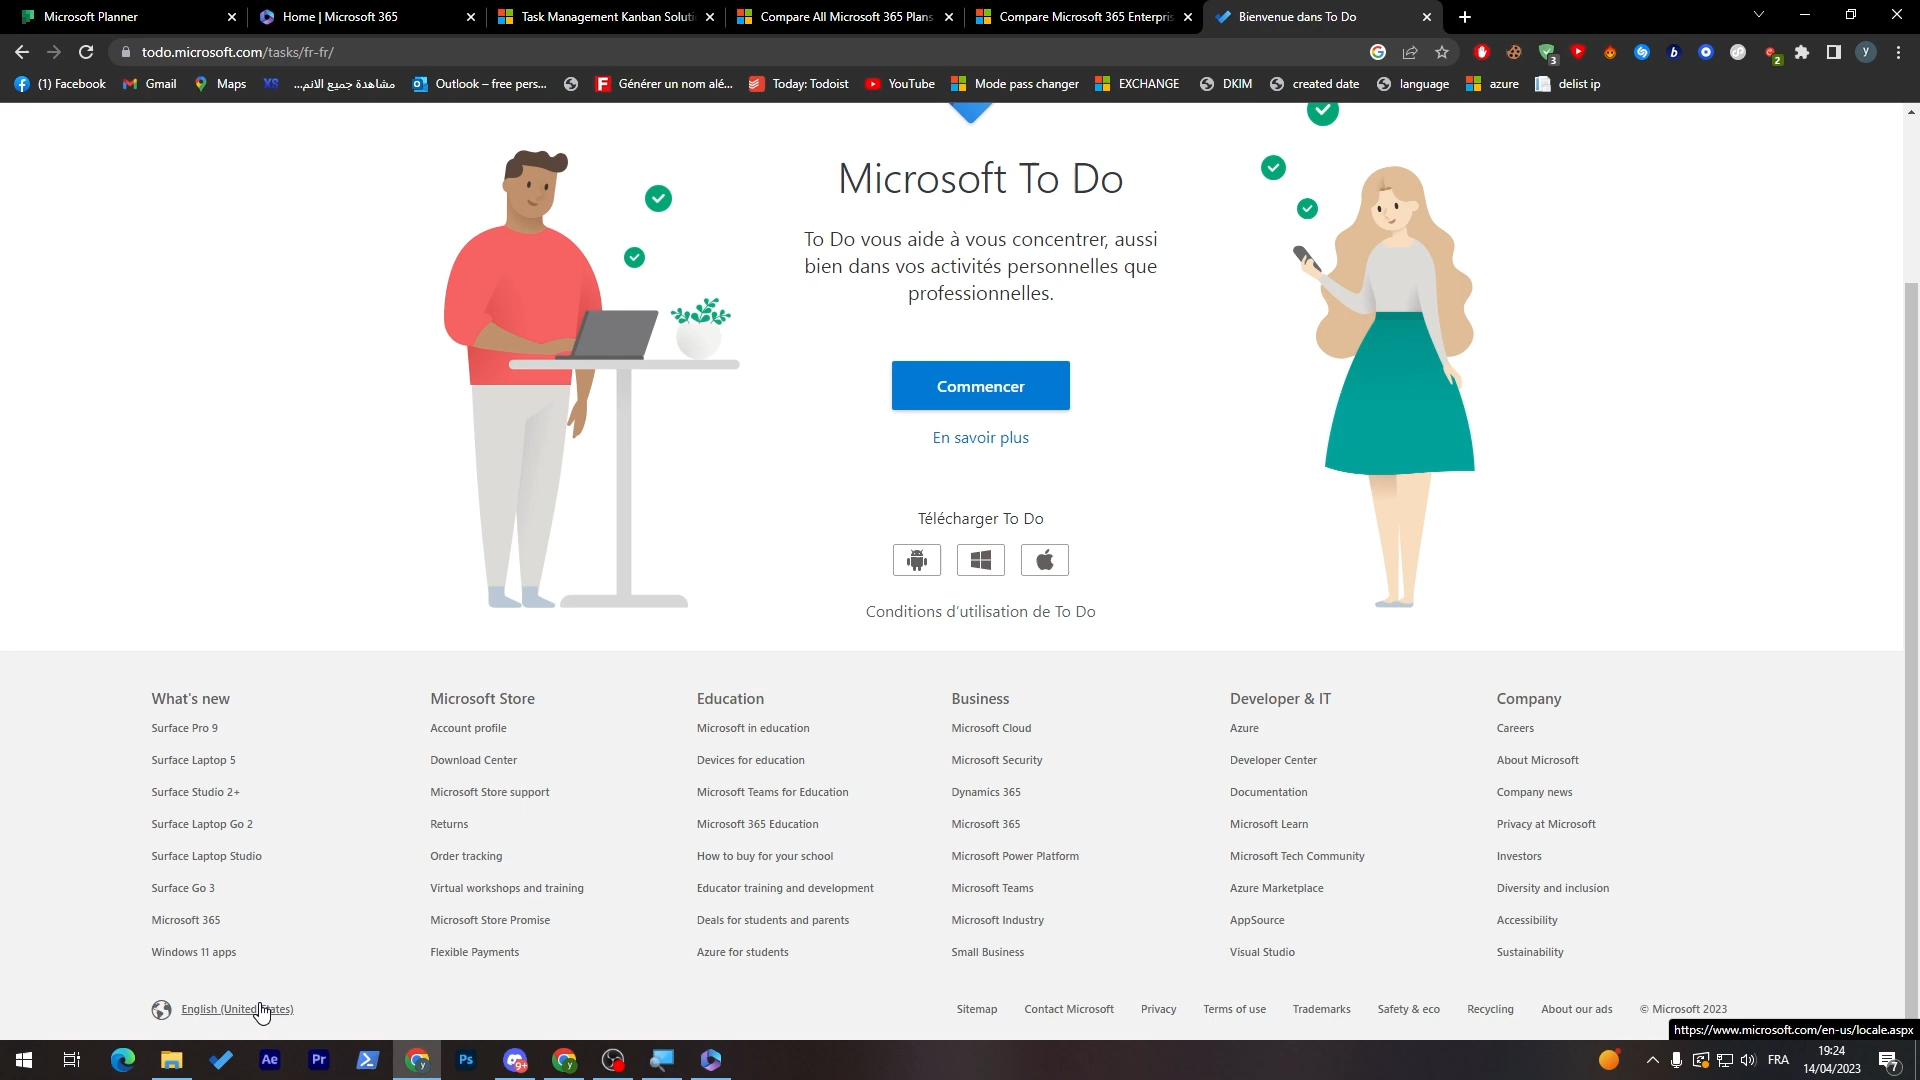 Microsoft Planner
Home | Microsoft 365
Task Management Kanban Soluti
Compare All Microsoft 365 Plans
Compare Microsoft 365 Enterpris
Bienvenue dans To Do
todo.microsoft.com/tasks/fr-fr/
3
2
y
(1) Facebook
Gmail
Maps
XS
مشاهدة جميع الانم...
Outlook – free pers...
Générer un nom alé...
Today: Todoist
YouTube
Mode pass changer
EXCHANGE
DKIM
created date
language
azure
delist ip
Microsoft To Do
To Do vous aide à vous concentrer, aussi
bien dans vos activités personnelles que
professionnelles.
Commencer
En savoir plus
Télécharger To Do
Conditions d'utilisation de To Do
What's new
Surface Pro 9
Surface Laptop 5
Surface Studio 2+
Surface Laptop Go 2
Surface Laptop Studio
Surface Go 3
Microsoft 365
Windows 11 apps
Microsoft Store
Account profile
Download Center
Microsoft Store support
Returns
Order tracking
Virtual workshops and training
Microsoft Store Promise
Flexible Payments
Education
Microsoft in education
Devices for education
Microsoft Teams for Education
Microsoft 365 Education
How to buy for your school
Educator training and development
Deals for students and parents
Azure for students
Business
Microsoft Cloud
Microsoft Security
Dynamics 365
Microsoft 365
Microsoft Power Platform
Microsoft Teams
Microsoft Industry
Small Business
Developer & IT
Azure
Developer Center
Documentation
Microsoft Learn
Microsoft Tech Community
Azure Marketplace
AppSource
Visual Studio
Company
Careers
About Microsoft
Company news
Privacy at Microsoft
Investors
Diversity and inclusion
Accessibility
Sustainability
English (United States)
Sitemap
Contact Microsoft
Privacy
Terms of use
Trademarks
Safety & eco
Recycling
About our ads
© Microsoft 2023
https://www.microsoft.com/en-us/locale.aspx
Ae
Pr
Ps
9+
FRA
19:24
14/04/2023
7